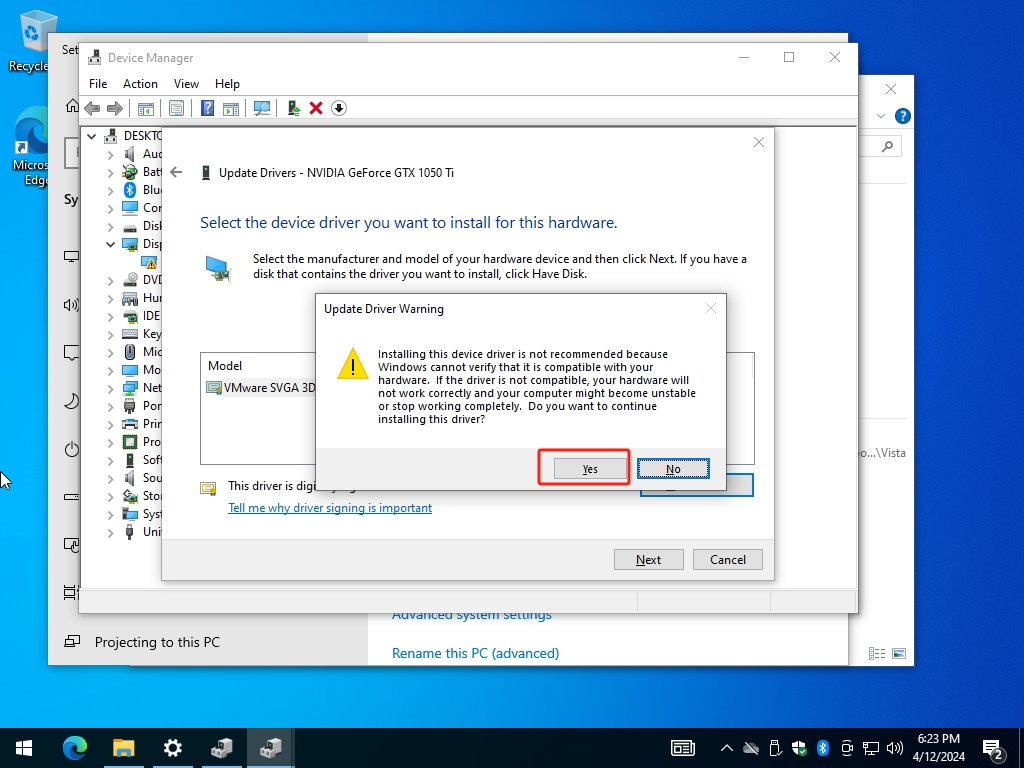 Recycle
Micros
Edge
Set
Sy
Device Manager
File Action View Help
DESKTO
Aud
Batt
Blu
Con
Disk
Disp
DVD
Hur
IDE
Key
Mic
Mo
Net
Por
Prin
Pro
Soft
Sou
Stor
Syst
Univ
Update Drivers - NVIDIA GeForce GTX 1050 Ti
Select the device driver you want to install for this hardware.
Select the manufacturer and model of your hardware device and then click Next. If you have a
disk that contains the driver you want to install, click Have Disk.
Model
VMware SVGA 3D
Update Driver Warning
Installing this device driver is not recommended because
Windows cannot verify that it is compatible with your
hardware. If the driver is not compatible, your hardware will
not work correctly and your computer might become unstable
or stop working completely. Do you want to continue
installing this driver?
Yes No
This driver is digi
Tell me why driver signing is important
Next Cancel
o...\Vista
Advanced system settings
Projecting to this PC
Rename this PC (advanced)
6:23 PM
4/12/2024
2